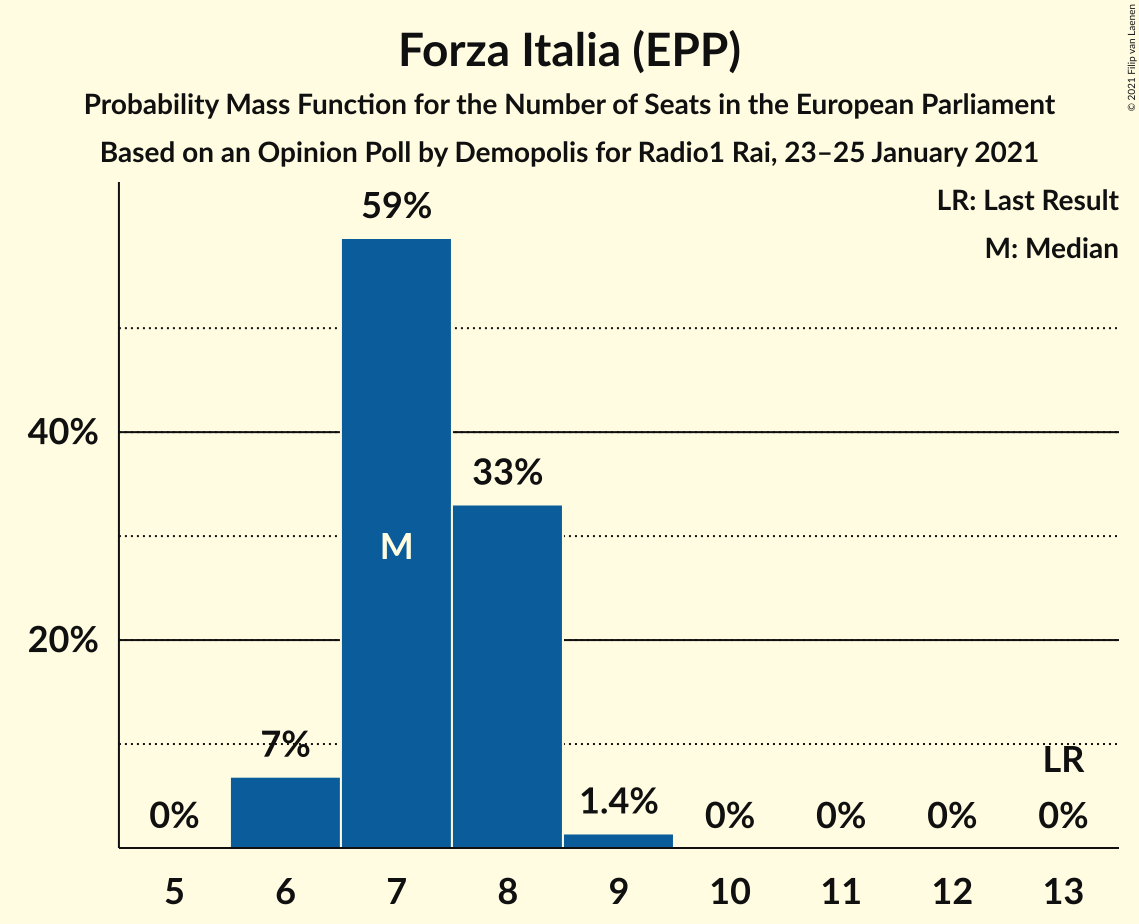 Forza Italia (EPP)
Probability Mass Function for the Number of Seats in the European Parliament
Based on an Opinion Poll by Demopolis for Radio1 Rai, 23–25 January 2021
© 2021 Filip van Laenen
LR: Last Result
M: Median
59%
40%
33%
M
20%
7%
LR
1.4%
0% 0% 0% 0% 0%
5 6 7 8 9 10 11 12 13